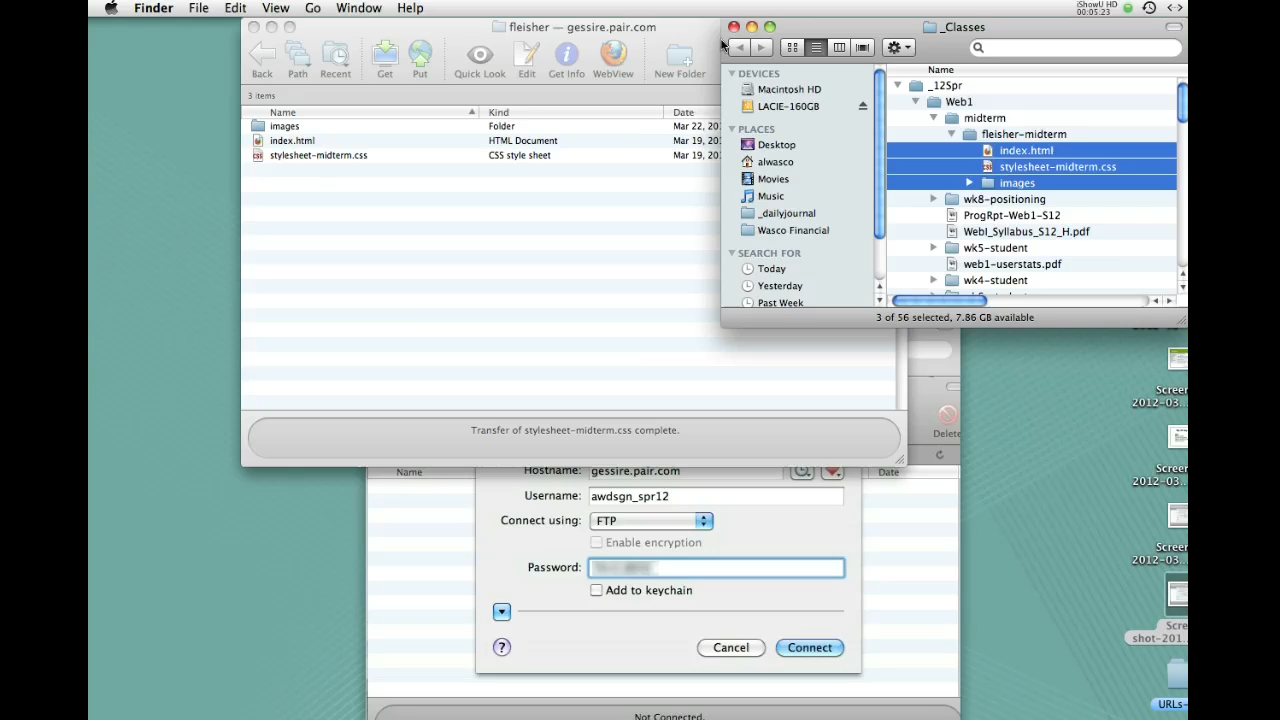 Finder File Edit View Go Window Help
iShowU HD
00:05:23
fleisher — gessire.pair.com
Back Path Recent Get Put Quick Look Edit Get Info WebView New Folder
3 items
Name Kind Date
images Folder Mar 22, 20
index.html HTML Document Mar 19, 20
stylesheet-midterm.css CSS style sheet Mar 19, 20
Transfer of stylesheet-midterm.css complete.
_Classes
DEVICES
Macintosh HD
LACIE-160GB
PLACES
Desktop
alwasco
Movies
Music
_dailyjournal
Wasco Financial
SEARCH FOR
Today
Yesterday
Past Week
Name
_12Spr
Web1
midterm
fleisher-midterm
index.html
stylesheet-midterm.css
images
wk8-positioning
ProgRpt-Web1-S12
WebI_Syllabus_S12_H.pdf
wk5-student
web1-userstats.pdf
wk4-student
3 of 56 selected, 7.86 GB available
Delete
Name Date
Hostname: gessire.pair.com
Username: awdsgn_spr12
Connect using: FTP
Enable encryption
Password:
Add to keychain
? Cancel Connect
Not Connected.
Screen
2012-03...
Screen
2012-03...
Screen
2012-03...
Scre
shot-201
URLs-